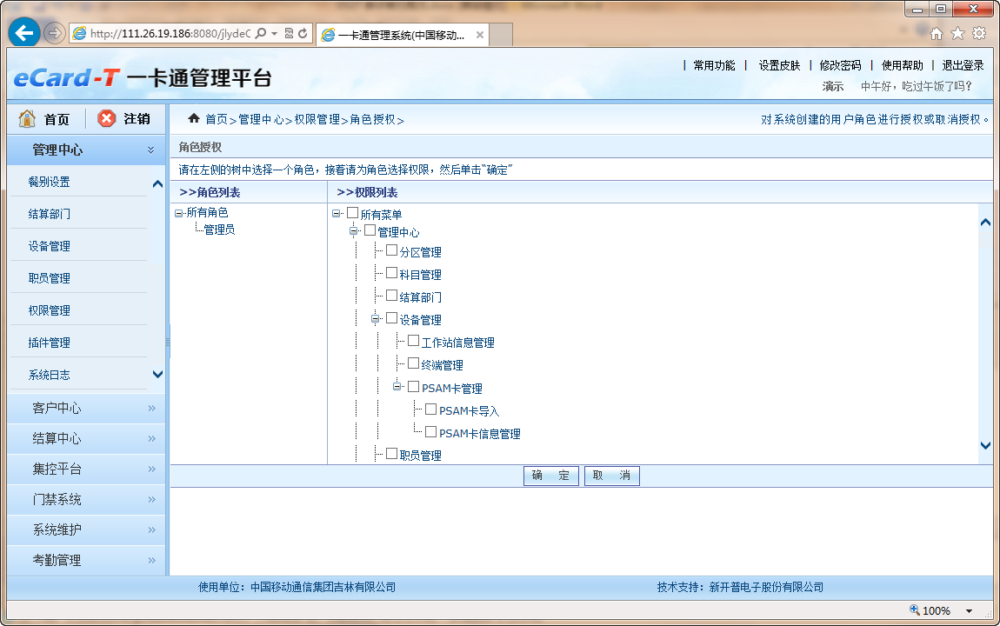 http://111.26.19.186:8080/jlydeC
一卡通管理系统(中国移动...
eCard-T 一卡通管理平台
常用功能 设置皮肤 修改密码 使用帮助 退出登录
演示 中午好，吃过午饭了吗?
首页 注销
首页>管理中心>权限管理>角色授权>
对系统创建的用户角色进行授权或取消授权。
管理中心
餐别设置
结算部门
设备管理
职员管理
权限管理
插件管理
系统日志
客户中心
结算中心
集控平台
门禁系统
系统维护
考勤管理
角色授权
请在左侧的树中选择一个角色，接着请为角色选择权限，然后单击“确定”
>>角色列表
所有角色
管理员
>>权限列表
所有菜单
管理中心
分区管理
科目管理
结算部门
设备管理
工作站信息管理
终端管理
PSAM卡管理
PSAM卡导入
PSAM卡信息管理
职员管理
确 定 取 消
使用单位：中国移动通信集团吉林有限公司
技术支持：新开普电子股份有限公司
100%